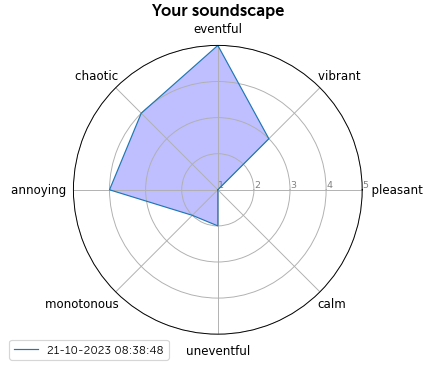 Your soundscape
eventful
chaotic
vibrant
annoying
1
2
3
4
5
pleasant
monotonous
calm
uneventful
21-10-2023 08:38:48